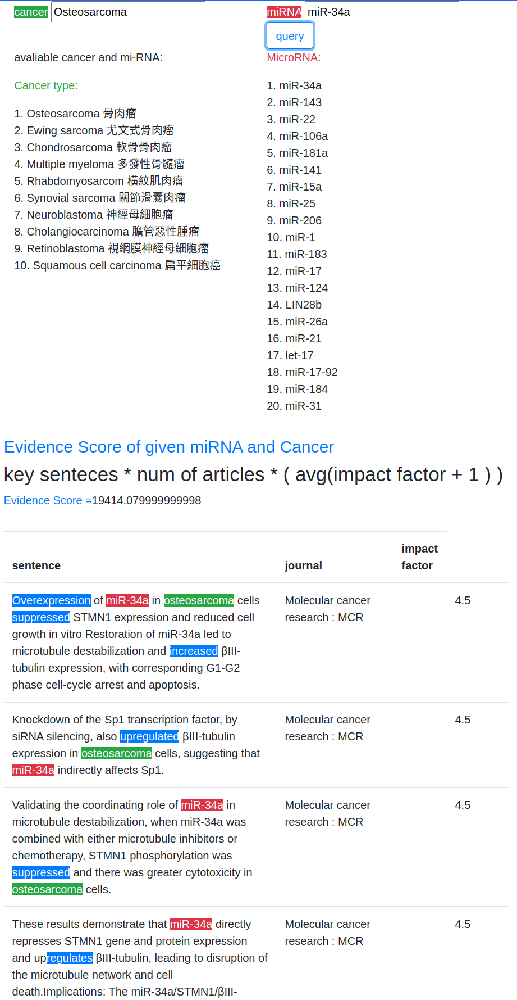 cancer Osteosarcoma
miRNA miR-34a
query
avaliable cancer and mi-RNA:
Cancer type:
1. Osteosarcoma 骨肉瘤
2. Ewing sarcoma 尤文式骨肉瘤
3. Chondrosarcoma 軟骨骨肉瘤
4. Multiple myeloma 多發性骨髓瘤
5. Rhabdomyosarcom 橫紋肌肉瘤
6. Synovial sarcoma 關節滑囊肉瘤
7. Neuroblastoma 神經母細胞瘤
8. Cholangiocarcinoma 膽管惡性腫瘤
9. Retinoblastoma 視網膜神經母細胞瘤
10. Squamous cell carcinoma 扁平細胞癌
MicroRNA:
1. miR-34a
2. miR-143
3. miR-22
4. miR-106a
5. miR-181a
6. miR-141
7. miR-15a
8. miR-25
9. miR-206
10. miR-1
11. miR-183
12. miR-17
13. miR-124
14. LIN28b
15. miR-26a
16. miR-21
17. let-17
18. miR-17-92
19. miR-184
20. miR-31
Evidence Score of given miRNA and Cancer
key senteces * num of articles * ( avg(impact factor + 1 ) )
Evidence Score =19414.079999999998
sentence
journal
impact
factor
Overexpression of miR-34a in osteosarcoma cells
suppressed STMN1 expression and reduced cell
growth in vitro Restoration of miR-34a led to
microtubule destabilization and increased βIII-
tubulin expression, with corresponding G1-G2
phase cell-cycle arrest and apoptosis.
Molecular cancer
research : MCR
4.5
Knockdown of the Sp1 transcription factor, by
siRNA silencing, also upregulated βIII-tubulin
expression in osteosarcoma cells, suggesting that
miR-34a indirectly affects Sp1.
Molecular cancer
research : MCR
4.5
Validating the coordinating role of miR-34a in
microtubule destabilization, when miR-34a was
combined with either microtubule inhibitors or
chemotherapy, STMN1 phosphorylation was
suppressed and there was greater cytotoxicity in
osteosarcoma cells.
Molecular cancer
research : MCR
4.5
These results demonstrate that miR-34a directly
represses STMN1 gene and protein expression
and upregulates βIII-tubulin, leading to disruption of
the microtubule network and cell
death.Implications: The miR-34a/STMN1/βIII-
Molecular cancer
research : MCR
4.5